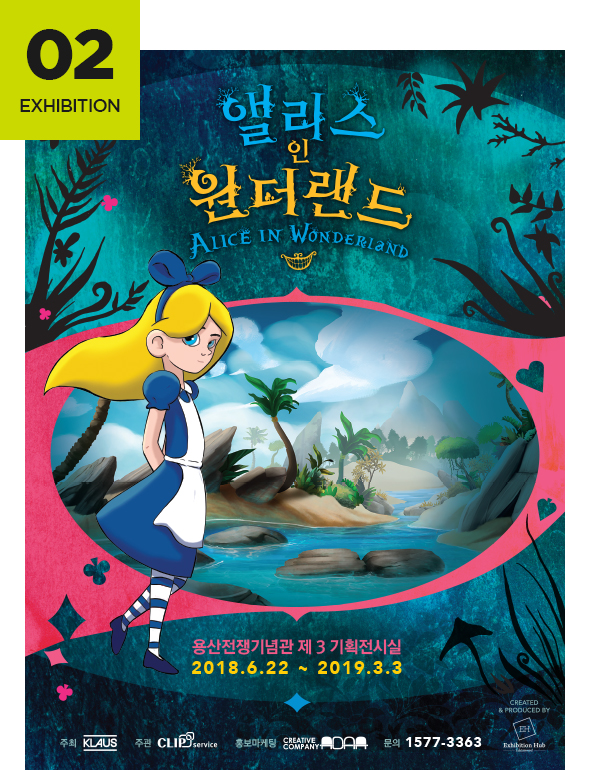 02
EXHIBITION
앨리스
인
원더랜드
ALICE IN WONDERLAND
용산전쟁기념관 제 3 기획전시실
2018.6.22 ~ 2019.3.3
CREATED
& PRODUCED BY
EH
Exhibition Hub
주최 KLAUS 주관 CLIP service 홍보마케팅 CREATIVE COMPANY ADAM 문의 1577-3363